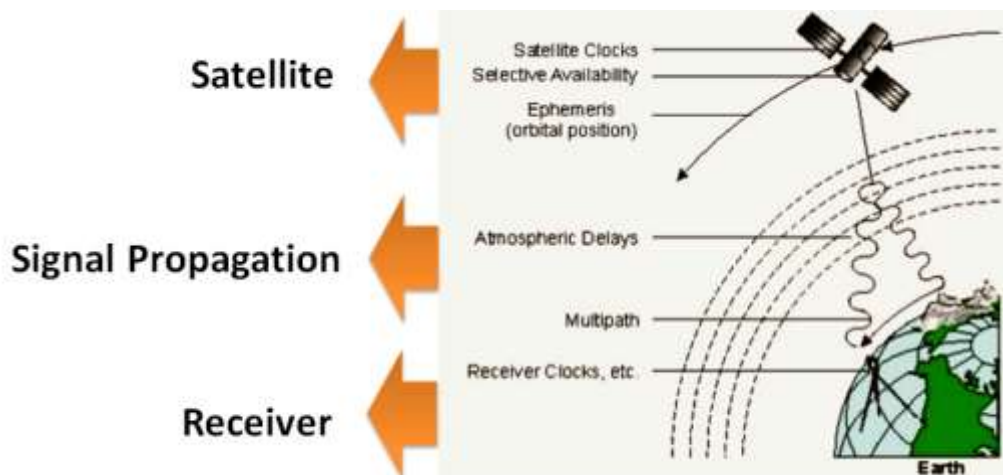 Satellite
Satellite Clocks
Selective Availability
Ephemeris
(orbital position)
Signal Propagation
Atmospheric Delays
Multipath
Receiver
Receiver Clocks, etc.
Earth